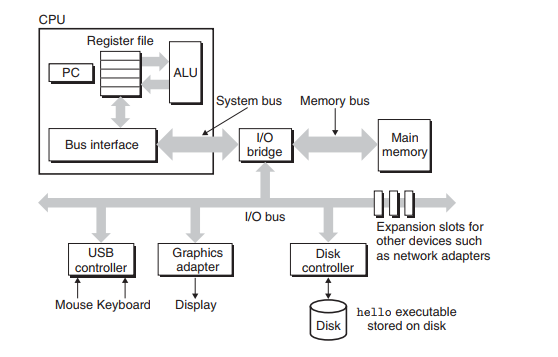 CPU
Register file
PC
ALU
System bus
Memory bus
Bus interface
I/O
bridge
Main
memory
I/O bus
Expansion slots for
other devices such
as network adapters
USB
controller
Graphics
adapter
Disk
controller
Mouse Keyboard
Display
Disk
hello executable
stored on disk